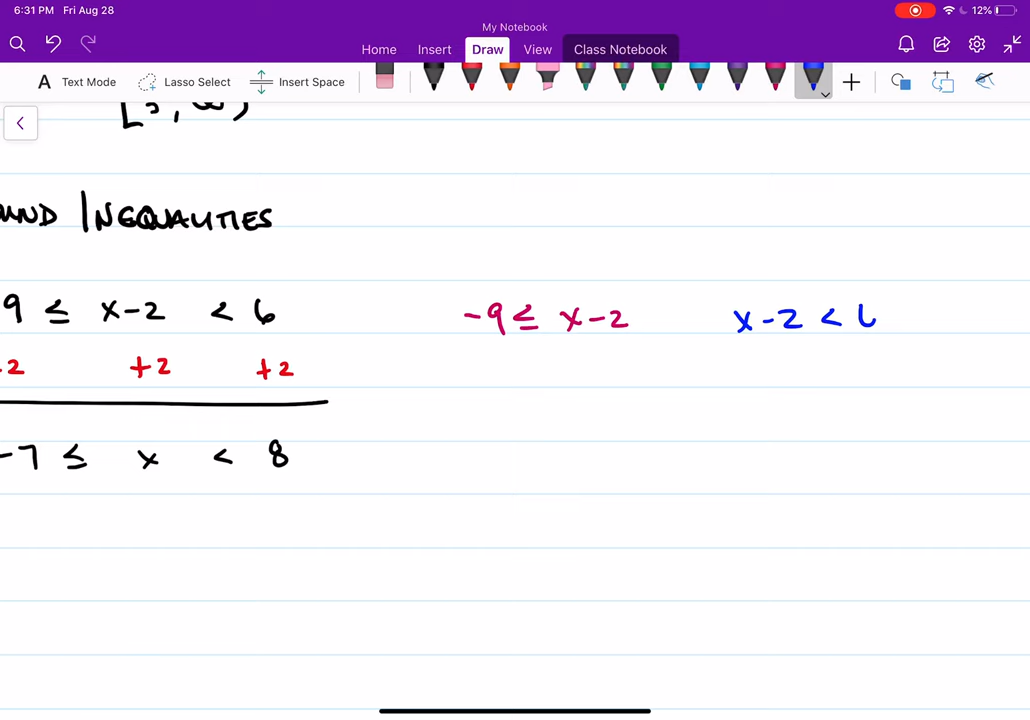 6:31 PM Fri Aug 28 12%
My Notebook
Home Insert Draw View Class Notebook
A Text Mode Lasso Select Insert Space
, ∞)
INEQUALITIES
9 ≤ x-2 < 6 -9 ≤ x-2 x-2 <
2 +2 +2
-7 ≤ x < 8